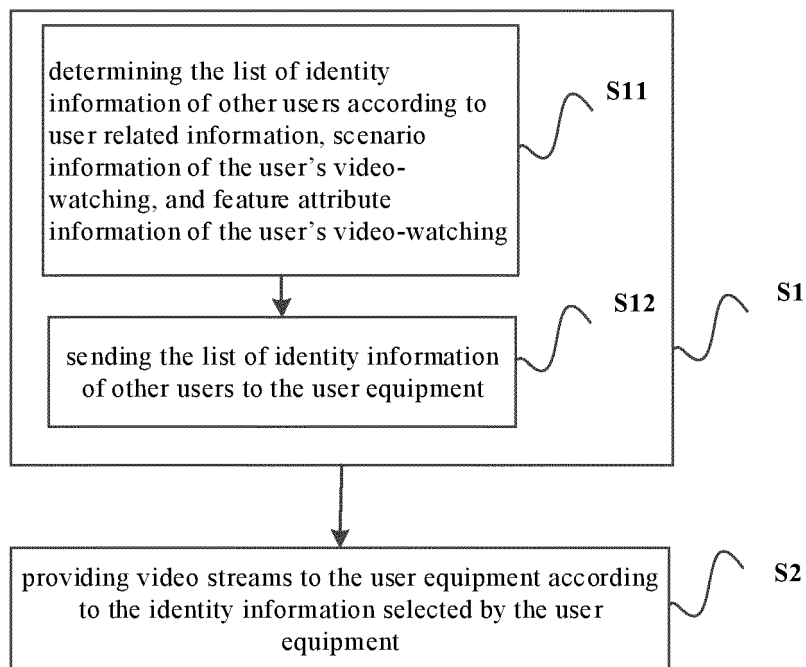 determining the list of identity
information of other users according to
user related information, scenario
information of the user's video-
watching, and feature attribute
information of the user's video-watching
S11
sending the list of identity information
of other users to the user equipment
S12
S1
providing video streams to the user equipment according
to the identity information selected by the user
equipment
S2